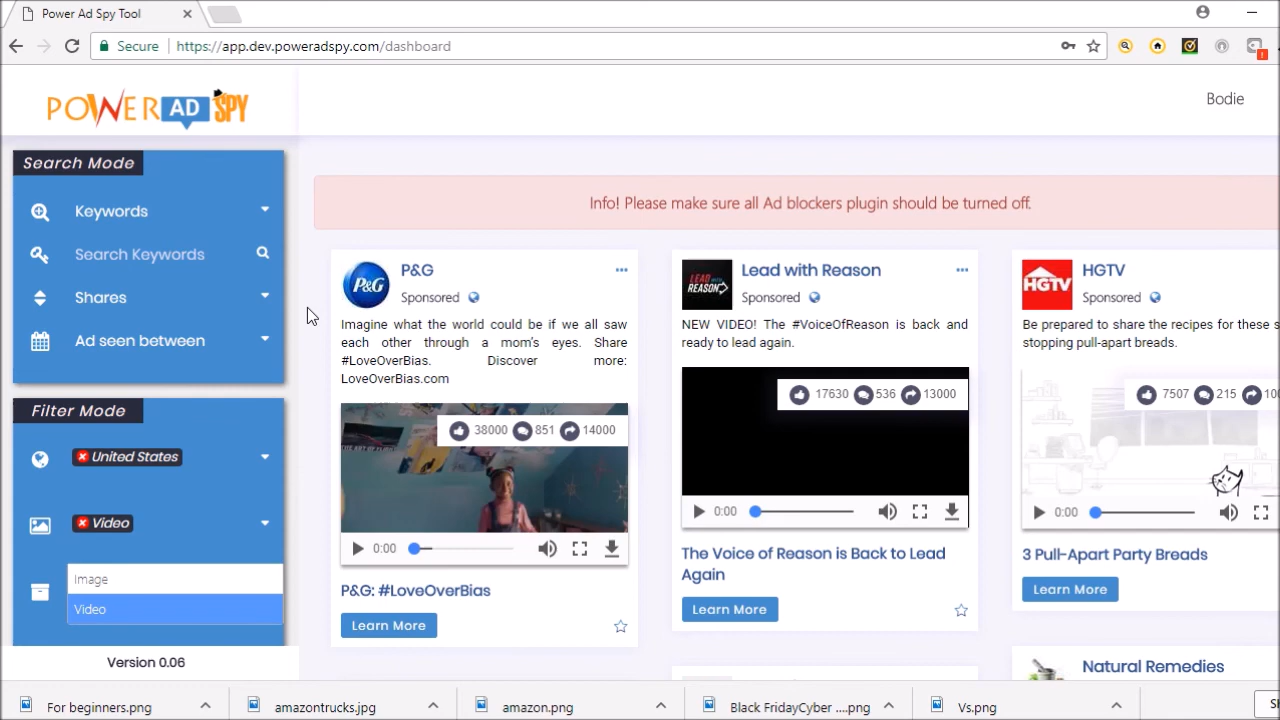 Power Ad Spy Tool
Secure
https://app.dev.poweradspy.com/dashboard
POWER AD SPY
Bodie
Search Mode
Keywords
Search Keywords
Shares
Ad seen between
Filter Mode
United States
Video
Image
Video
Version 0.06
Info! Please make sure all Ad blockers plugin should be turned off.
P&G
P&G
Sponsored
Imagine what the world could be if we all saw
each other through a mom's eyes. Share
#LoveOverBias. Discover more:
LoveOverBias.com
38000 851 14000
0:00
P&G: #LoveOverBias
Learn More
LEAD WITH REASON
Lead with Reason
Sponsored
NEW VIDEO! The #VoiceOfReason is back and
ready to lead again.
17630 536 13000
0:00
The Voice of Reason is Back to Lead
Again
Learn More
HGTV
HGTV
Sponsored
Be prepared to share the recipes for these
stopping pull-apart breads.
7507 215
0:00
3 Pull-Apart Party Breads
Learn More
Natural Remedies
For beginners.png
amazontrucks.jpg
amazon.png
Black FridayCyber ....png
Vs.png